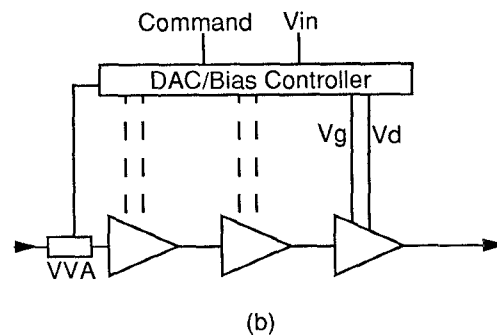 Command Vin
DAC/Bias Controller
Vg Vd
VVA
(b)